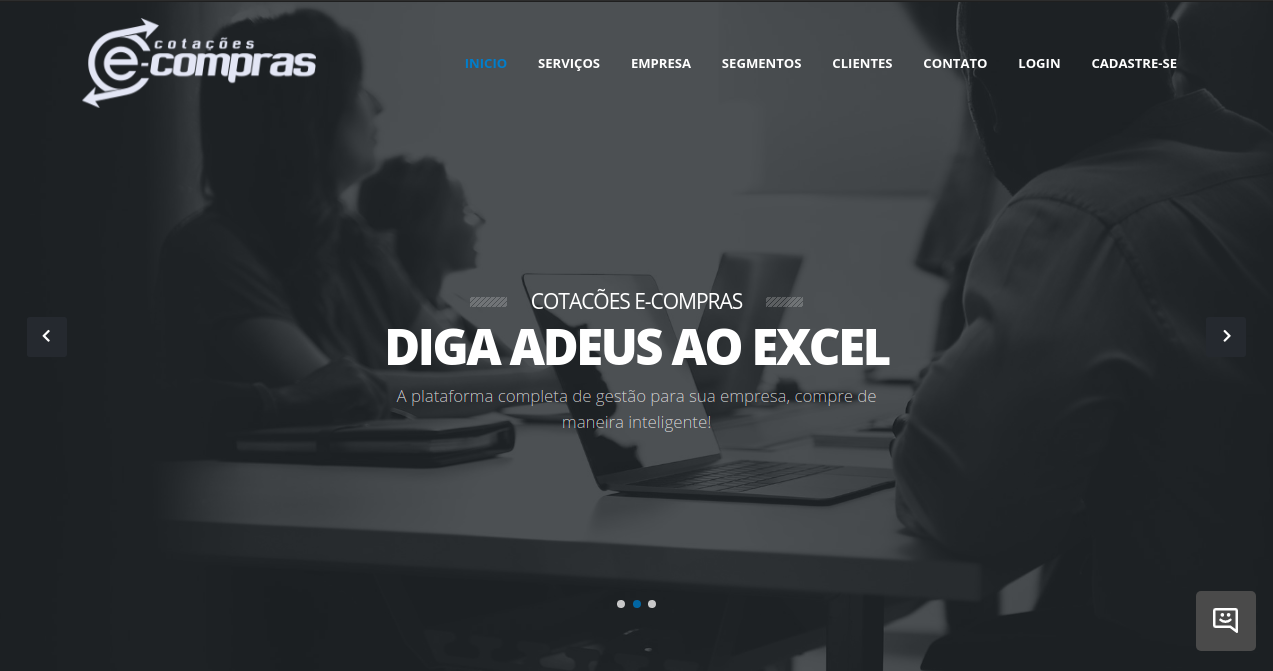 cotações
e-compras
INICIO SERVIÇOS EMPRESA SEGMENTOS CLIENTES CONTATO LOGIN CADASTRE-SE
COTACÕES E-COMPRAS
DIGA ADEUS AO EXCEL
A plataforma completa de gestão para sua empresa, compre de
maneira inteligente!